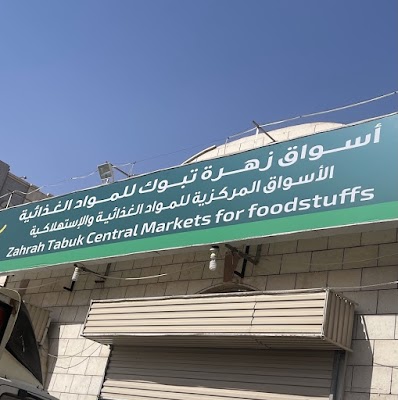 أسواق زهرة تبوك للمواد الغذائية
الأسواق المركزية للمواد الغذائية والإستهلاكية
Zahrah Tabuk Central Markets for foodstuffs